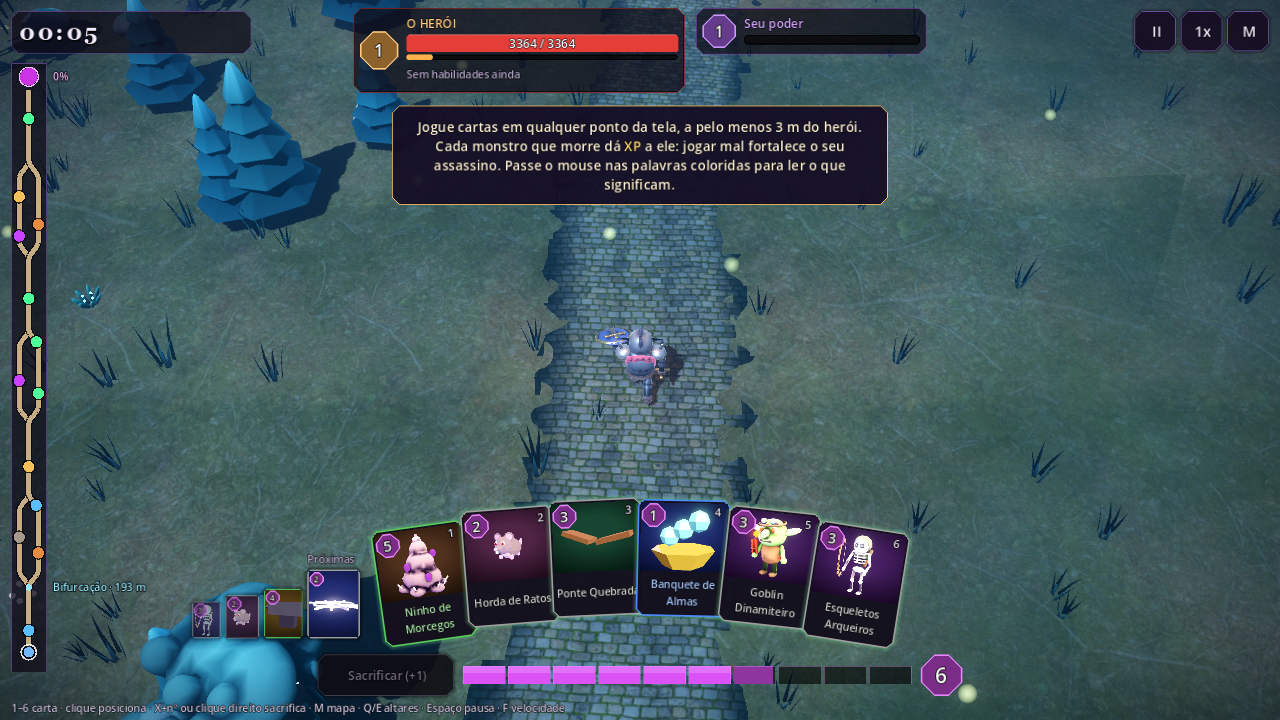 00:05
O HERÓI
1
3364 / 3364
Sem habilidades ainda
1
Seu poder
II
1x
M
0%
Jogue cartas em qualquer ponto da tela, a pelo menos 3 m do herói.
Cada monstro que morre dá XP a ele: jogar mal fortalece o seu
assassino. Passe o mouse nas palavras coloridas para ler o que
significam.
Bifurcação · 193 m
Próximas
2
4
2
5
1
Ninho de
Morcegos
2
2
Horda de Ratos
3
3
Ponte Quebrada
1
4
Banquete de
Almas
3
5
Goblin
Dinamiteiro
3
6
Esqueletos
Arqueiros
Sacrificar (+1)
6
1–6 carta · clique posiciona · X+nº ou clique direito sacrifica · M mapa · Q/E altares · Espaço pausa · F velocidade